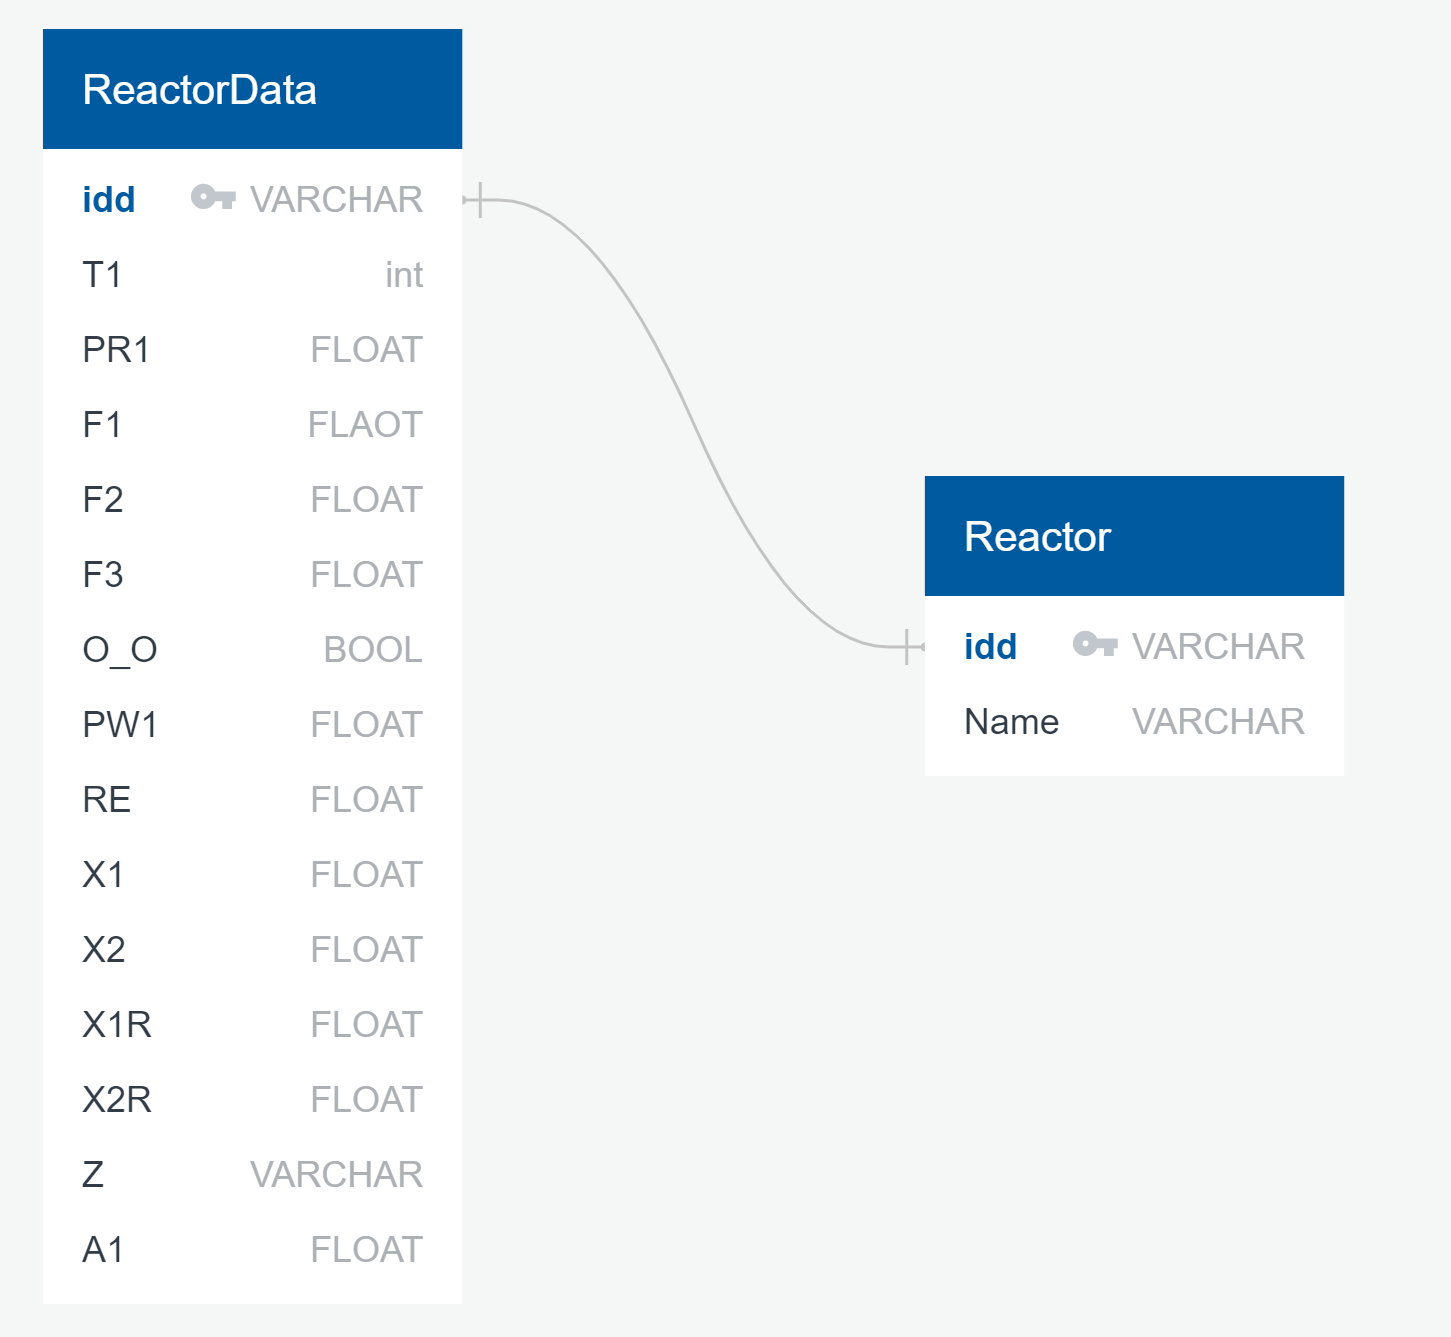 ReactorData
idd VARCHAR
T1 int
PR1 FLOAT
F1 FLAOT
F2 FLOAT
F3 FLOAT
O_O BOOL
PW1 FLOAT
RE FLOAT
X1 FLOAT
X2 FLOAT
X1R FLOAT
X2R FLOAT
Z VARCHAR
A1 FLOAT
Reactor
idd VARCHAR
Name VARCHAR